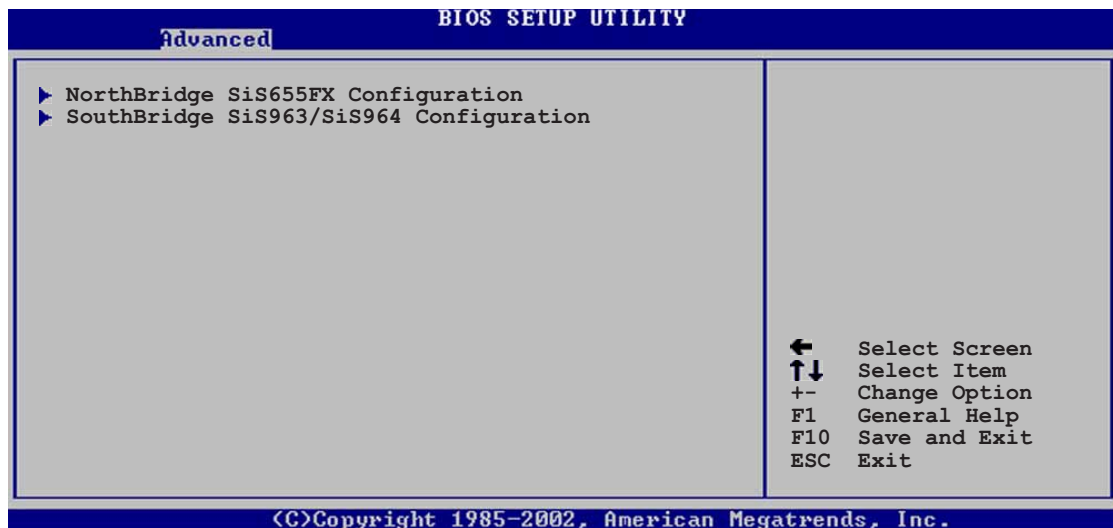 BIOS SETUP UTILITY
Advanced
NorthBridge SiS655FX Configuration
SouthBridge SiS963/SiS964 Configuration
← Select Screen
↑↓ Select Item
+- Change Option
F1 General Help
F10 Save and Exit
ESC Exit
(C)Copyright 1985-2002, American Megatrends, Inc.